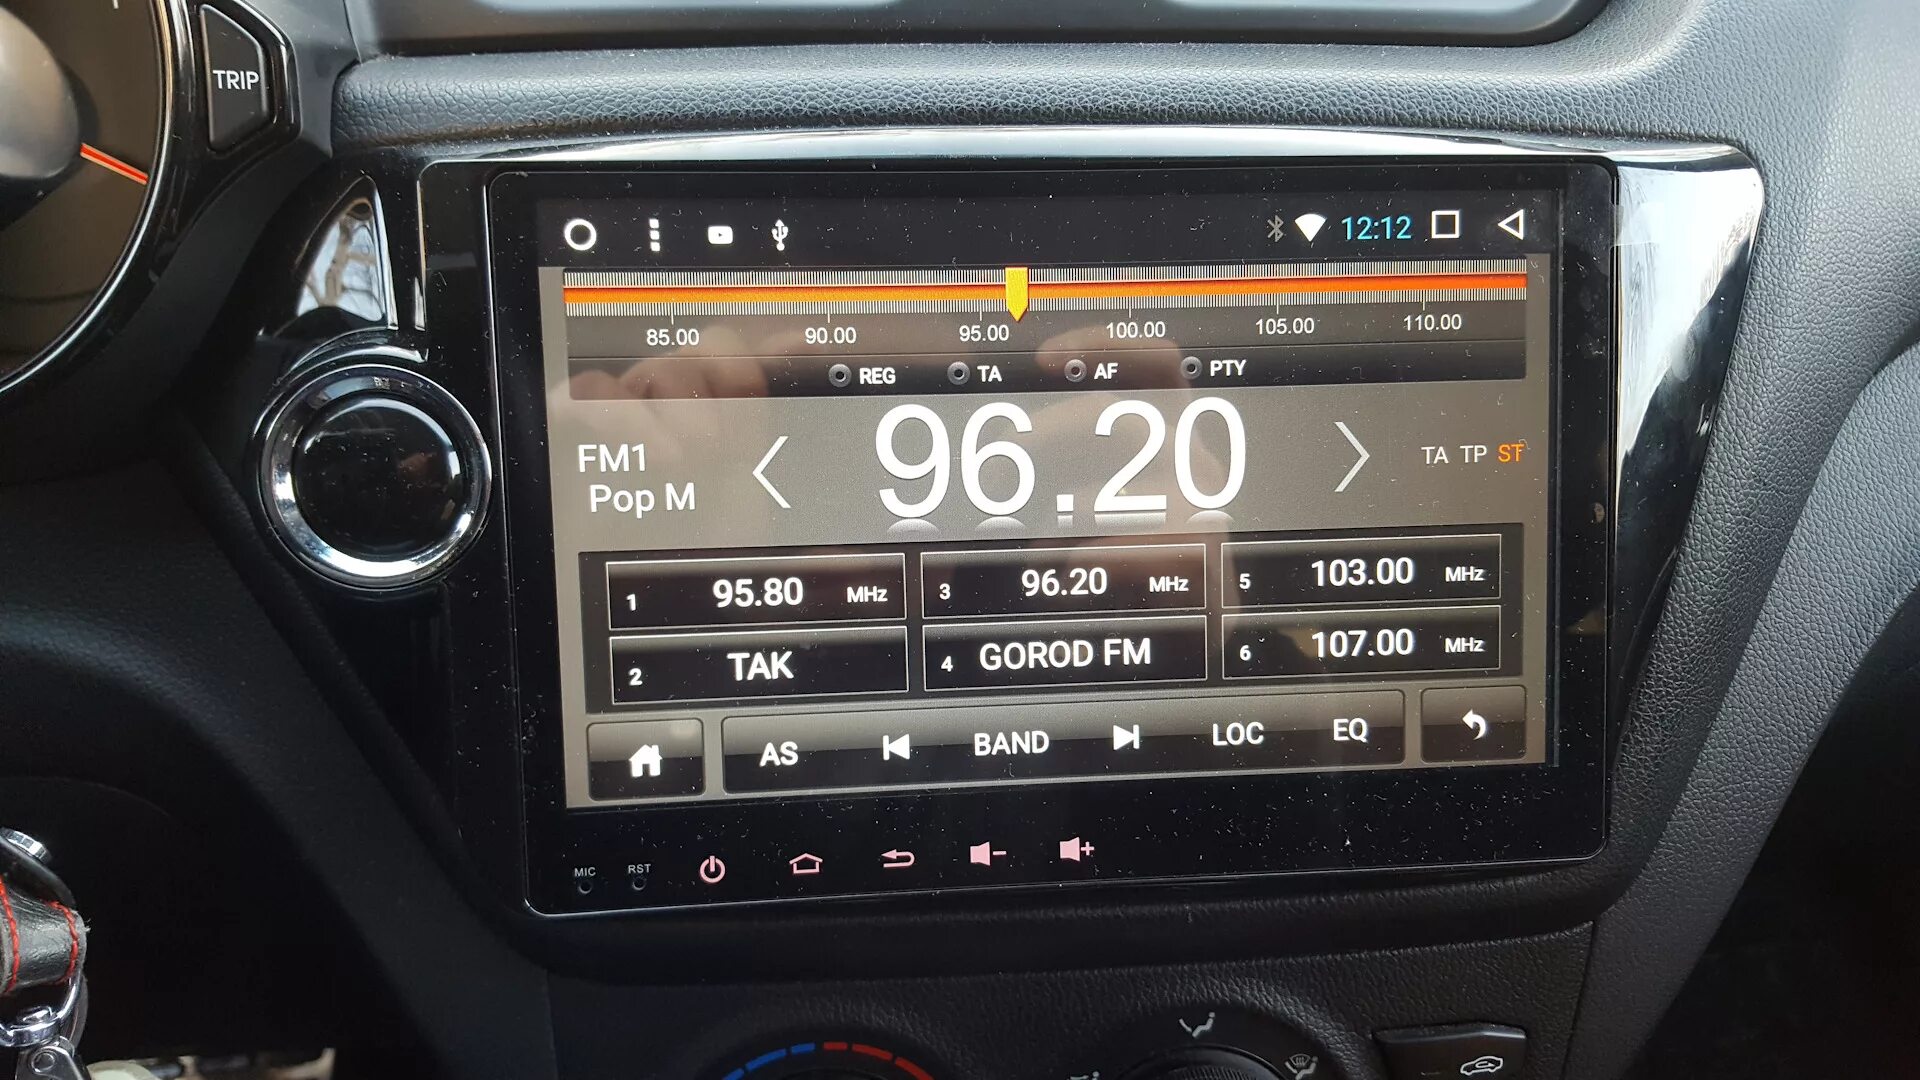 TRIP
12:12
85.00 90.00 95.00 100.00 105.00 110.00
REG TA AF PTY
FM1
Pop M
96.20
TA TP ST
1 95.80 MHz
3 96.20 MHz
5 103.00 MHz
2 TAK
4 GOROD FM
6 107.00 MHz
AS BAND LOC EQ
MIC RST